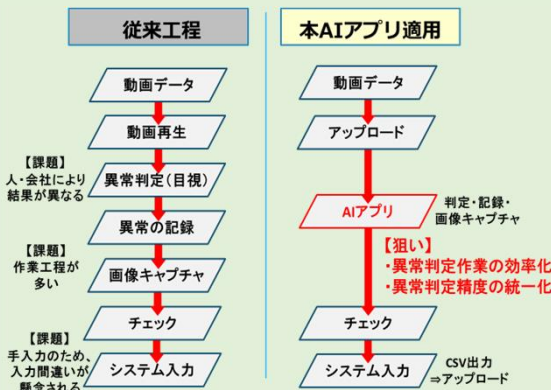 従来工程
動画データ
動画再生
【課題】
人・会社により
結果が異なる
異常判定(目視)
異常の記録
【課題】
作業工程が
多い
画像キャプチャ
チェック
【課題】
手入力のため、
入力間違いが
懸念される
システム入力
本AIアプリ適用
動画データ
アップロード
AIアプリ
判定・記録・
画像キャプチャ
【狙い】
・異常判定作業の効率化
・異常判定精度の統一化
チェック
システム入力
CSV出力
⇒アップロード